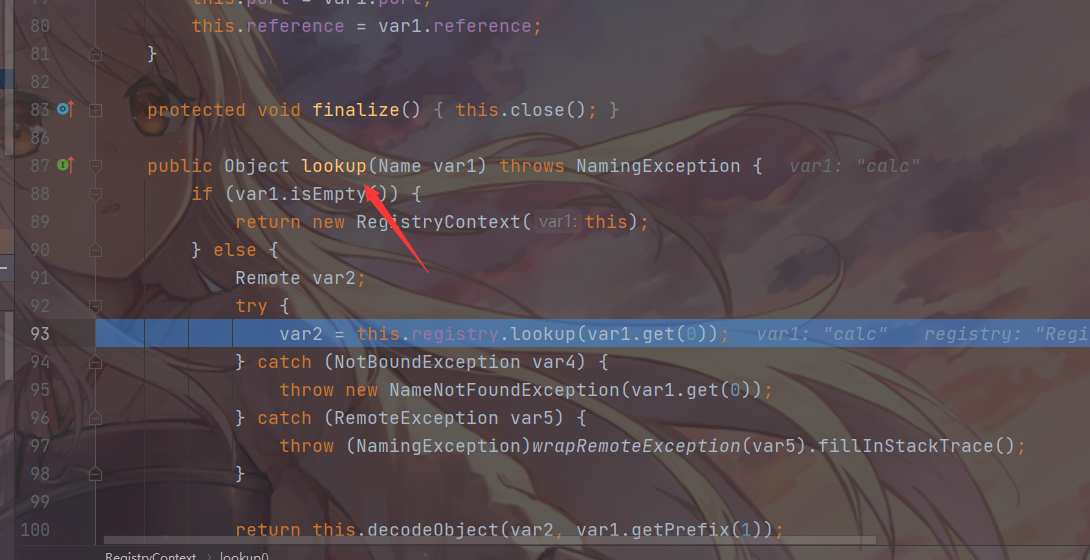 79 this.port = var1.port;
80 this.reference = var1.reference;
81 }
82
83 protected void finalize() { this.close(); }
86
87 public Object lookup(Name var1) throws NamingException { var1: "calc"
88 if (var1.isEmpty()) {
89 return new RegistryContext( var1: this);
90 } else {
91 Remote var2;
92 try {
93 var2 = this.registry.lookup(var1.get(0)); var1: "calc" registry: "Regi
94 } catch (NotBoundException var4) {
95 throw new NameNotFoundException(var1.get(0));
96 } catch (RemoteException var5) {
97 throw (NamingException)wrapRemoteException(var5).fillInStackTrace();
98 }
99
100 return this.decodeObject(var2, var1.getPrefix(1));
RegistryContext › lookup()